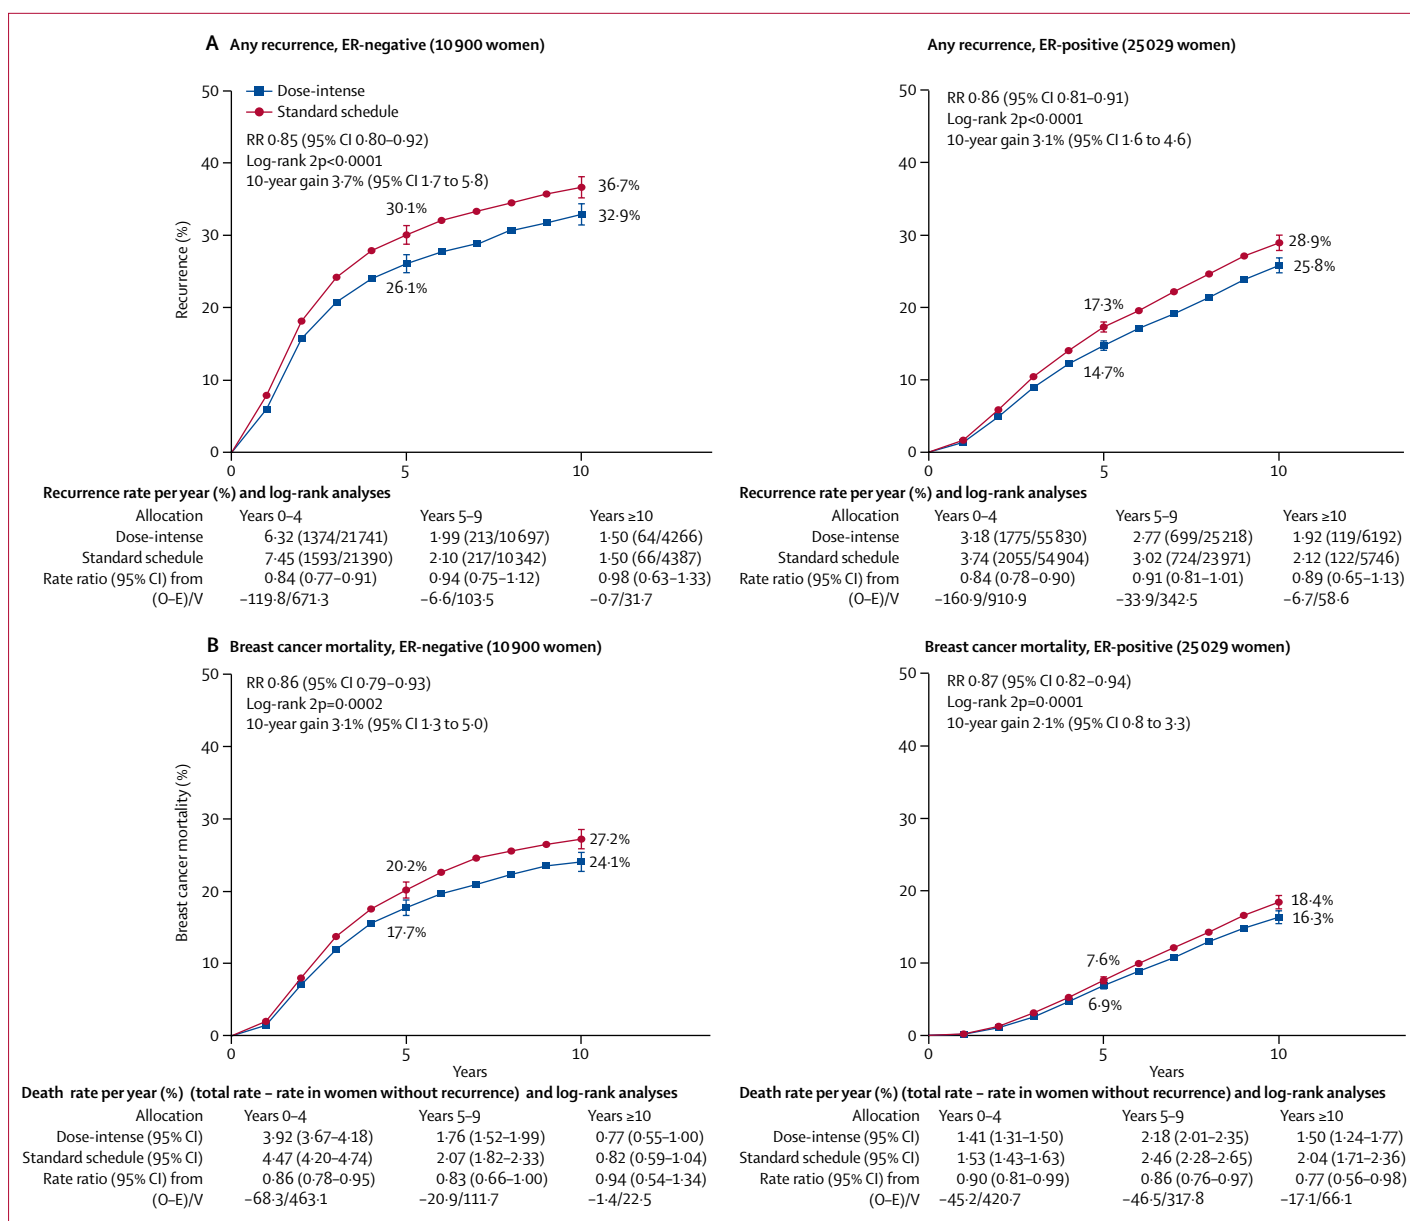 A Any recurrence, ER-negative (10 900 women)
50
Dose-intense
Standard schedule
RR 0·85 (95% CI 0·80–0·92)
Log-rank 2p<0·0001
10-year gain 3·7% (95% CI 1·7 to 5·8)
40
36·7%
30·1%
32·9%
30
26·1%
20
10
0
Recurrence (%)
0 5 10
Recurrence rate per year (%) and log-rank analyses
Allocation Years 0–4 Years 5–9 Years ≥10
Dose-intense 6·32 (1374/21 741) 1·99 (213/10 697) 1·50 (64/4266)
Standard schedule 7·45 (1593/21 390) 2·10 (217/10 342) 1·50 (66/4387)
Rate ratio (95% CI) from 0·84 (0·77–0·91) 0·94 (0·75–1·12) 0·98 (0·63–1·33)
(O–E)/V –119·8/671·3 –6·6/103·5 –0·7/31·7
Any recurrence, ER-positive (25 029 women)
50
RR 0·86 (95% CI 0·81–0·91)
Log-rank 2p<0·0001
10-year gain 3·1% (95% CI 1·6 to 4·6)
40
30
28·9%
25·8%
20
17·3%
14·7%
10
0
0 5 10
Recurrence rate per year (%) and log-rank analyses
Allocation Years 0–4 Years 5–9 Years ≥10
Dose-intense 3·18 (1775/55 830) 2·77 (699/25 218) 1·92 (119/6192)
Standard schedule 3·74 (2055/54 904) 3·02 (724/23 971) 2·12 (122/5746)
Rate ratio (95% CI) from 0·84 (0·78–0·90) 0·91 (0·81–1·01) 0·89 (0·65–1·13)
(O–E)/V –160·9/910·9 –33·9/342·5 –6·7/58·6
B Breast cancer mortality, ER-negative (10 900 women)
50
RR 0·86 (95% CI 0·79–0·93)
Log-rank 2p=0·0002
10-year gain 3·1% (95% CI 1·3 to 5·0)
40
30
27·2%
24·1%
20·2%
20
17·7%
10
0
Breast cancer mortality (%)
0 5 10
Years
Death rate per year (%) (total rate – rate in women without recurrence) and log-rank analyses
Allocation Years 0–4 Years 5–9 Years ≥10
Dose-intense (95% CI) 3·92 (3·67–4·18) 1·76 (1·52–1·99) 0·77 (0·55–1·00)
Standard schedule (95% CI) 4·47 (4·20–4·74) 2·07 (1·82–2·33) 0·82 (0·59–1·04)
Rate ratio (95% CI) from 0·86 (0·78–0·95) 0·83 (0·66–1·00) 0·94 (0·54–1·34)
(O–E)/V –68·3/463·1 –20·9/111·7 –1·4/22·5
Breast cancer mortality, ER-positive (25 029 women)
50
RR 0·87 (95% CI 0·82–0·94)
Log-rank 2p=0·0001
10-year gain 2·1% (95% CI 0·8 to 3·3)
40
30
20
18·4%
16·3%
10
7·6%
6·9%
0
0 5 10
Years
Death rate per year (%) (total rate – rate in women without recurrence) and log-rank analyses
Allocation Years 0–4 Years 5–9 Years ≥10
Dose-intense (95% CI) 1·41 (1·31–1·50) 2·18 (2·01–2·35) 1·50 (1·24–1·77)
Standard schedule (95% CI) 1·53 (1·43–1·63) 2·46 (2·28–2·65) 2·04 (1·71–2·36)
Rate ratio (95% CI) from 0·90 (0·81–0·99) 0·86 (0·76–0·97) 0·77 (0·56–0·98)
(O–E)/V –45·2/420·7 –46·5/317·8 –17·1/66·1